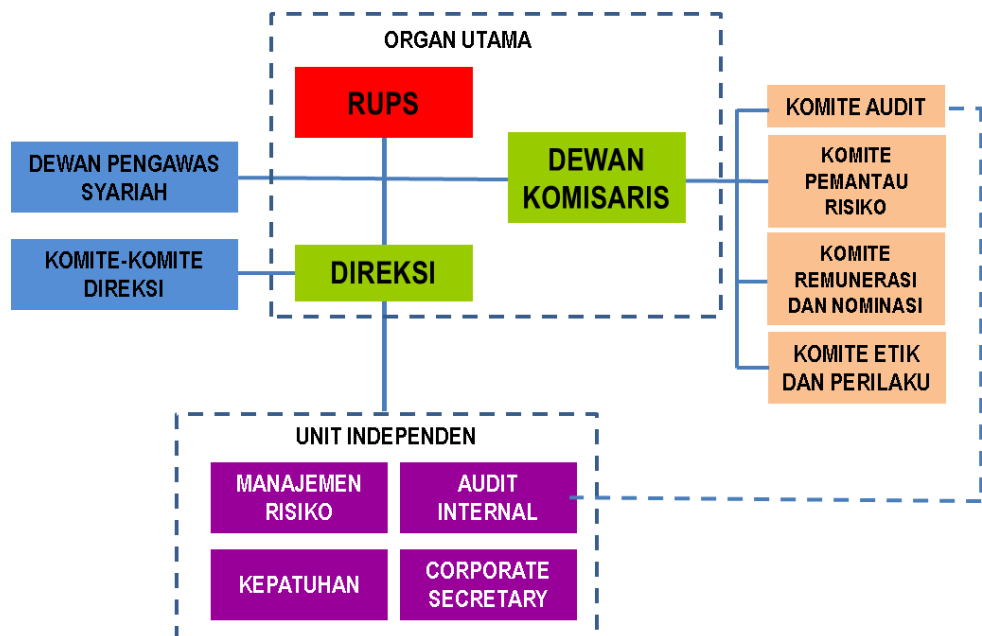 ORGAN UTAMA
RUPS
DEWAN PENGAWAS
SYARIAH
DEWAN
KOMISARIS
KOMITE-KOMITE
DIREKSI
DIREKSI
KOMITE AUDIT
KOMITE
PEMANTAU
RISIKO
KOMITE
REMUNERASI
DAN NOMINASI
KOMITE ETIK
DAN PERILAKU
UNIT INDEPENDEN
MANAJEMEN
RISIKO
AUDIT
INTERNAL
KEPATUHAN
CORPORATE
SECRETARY